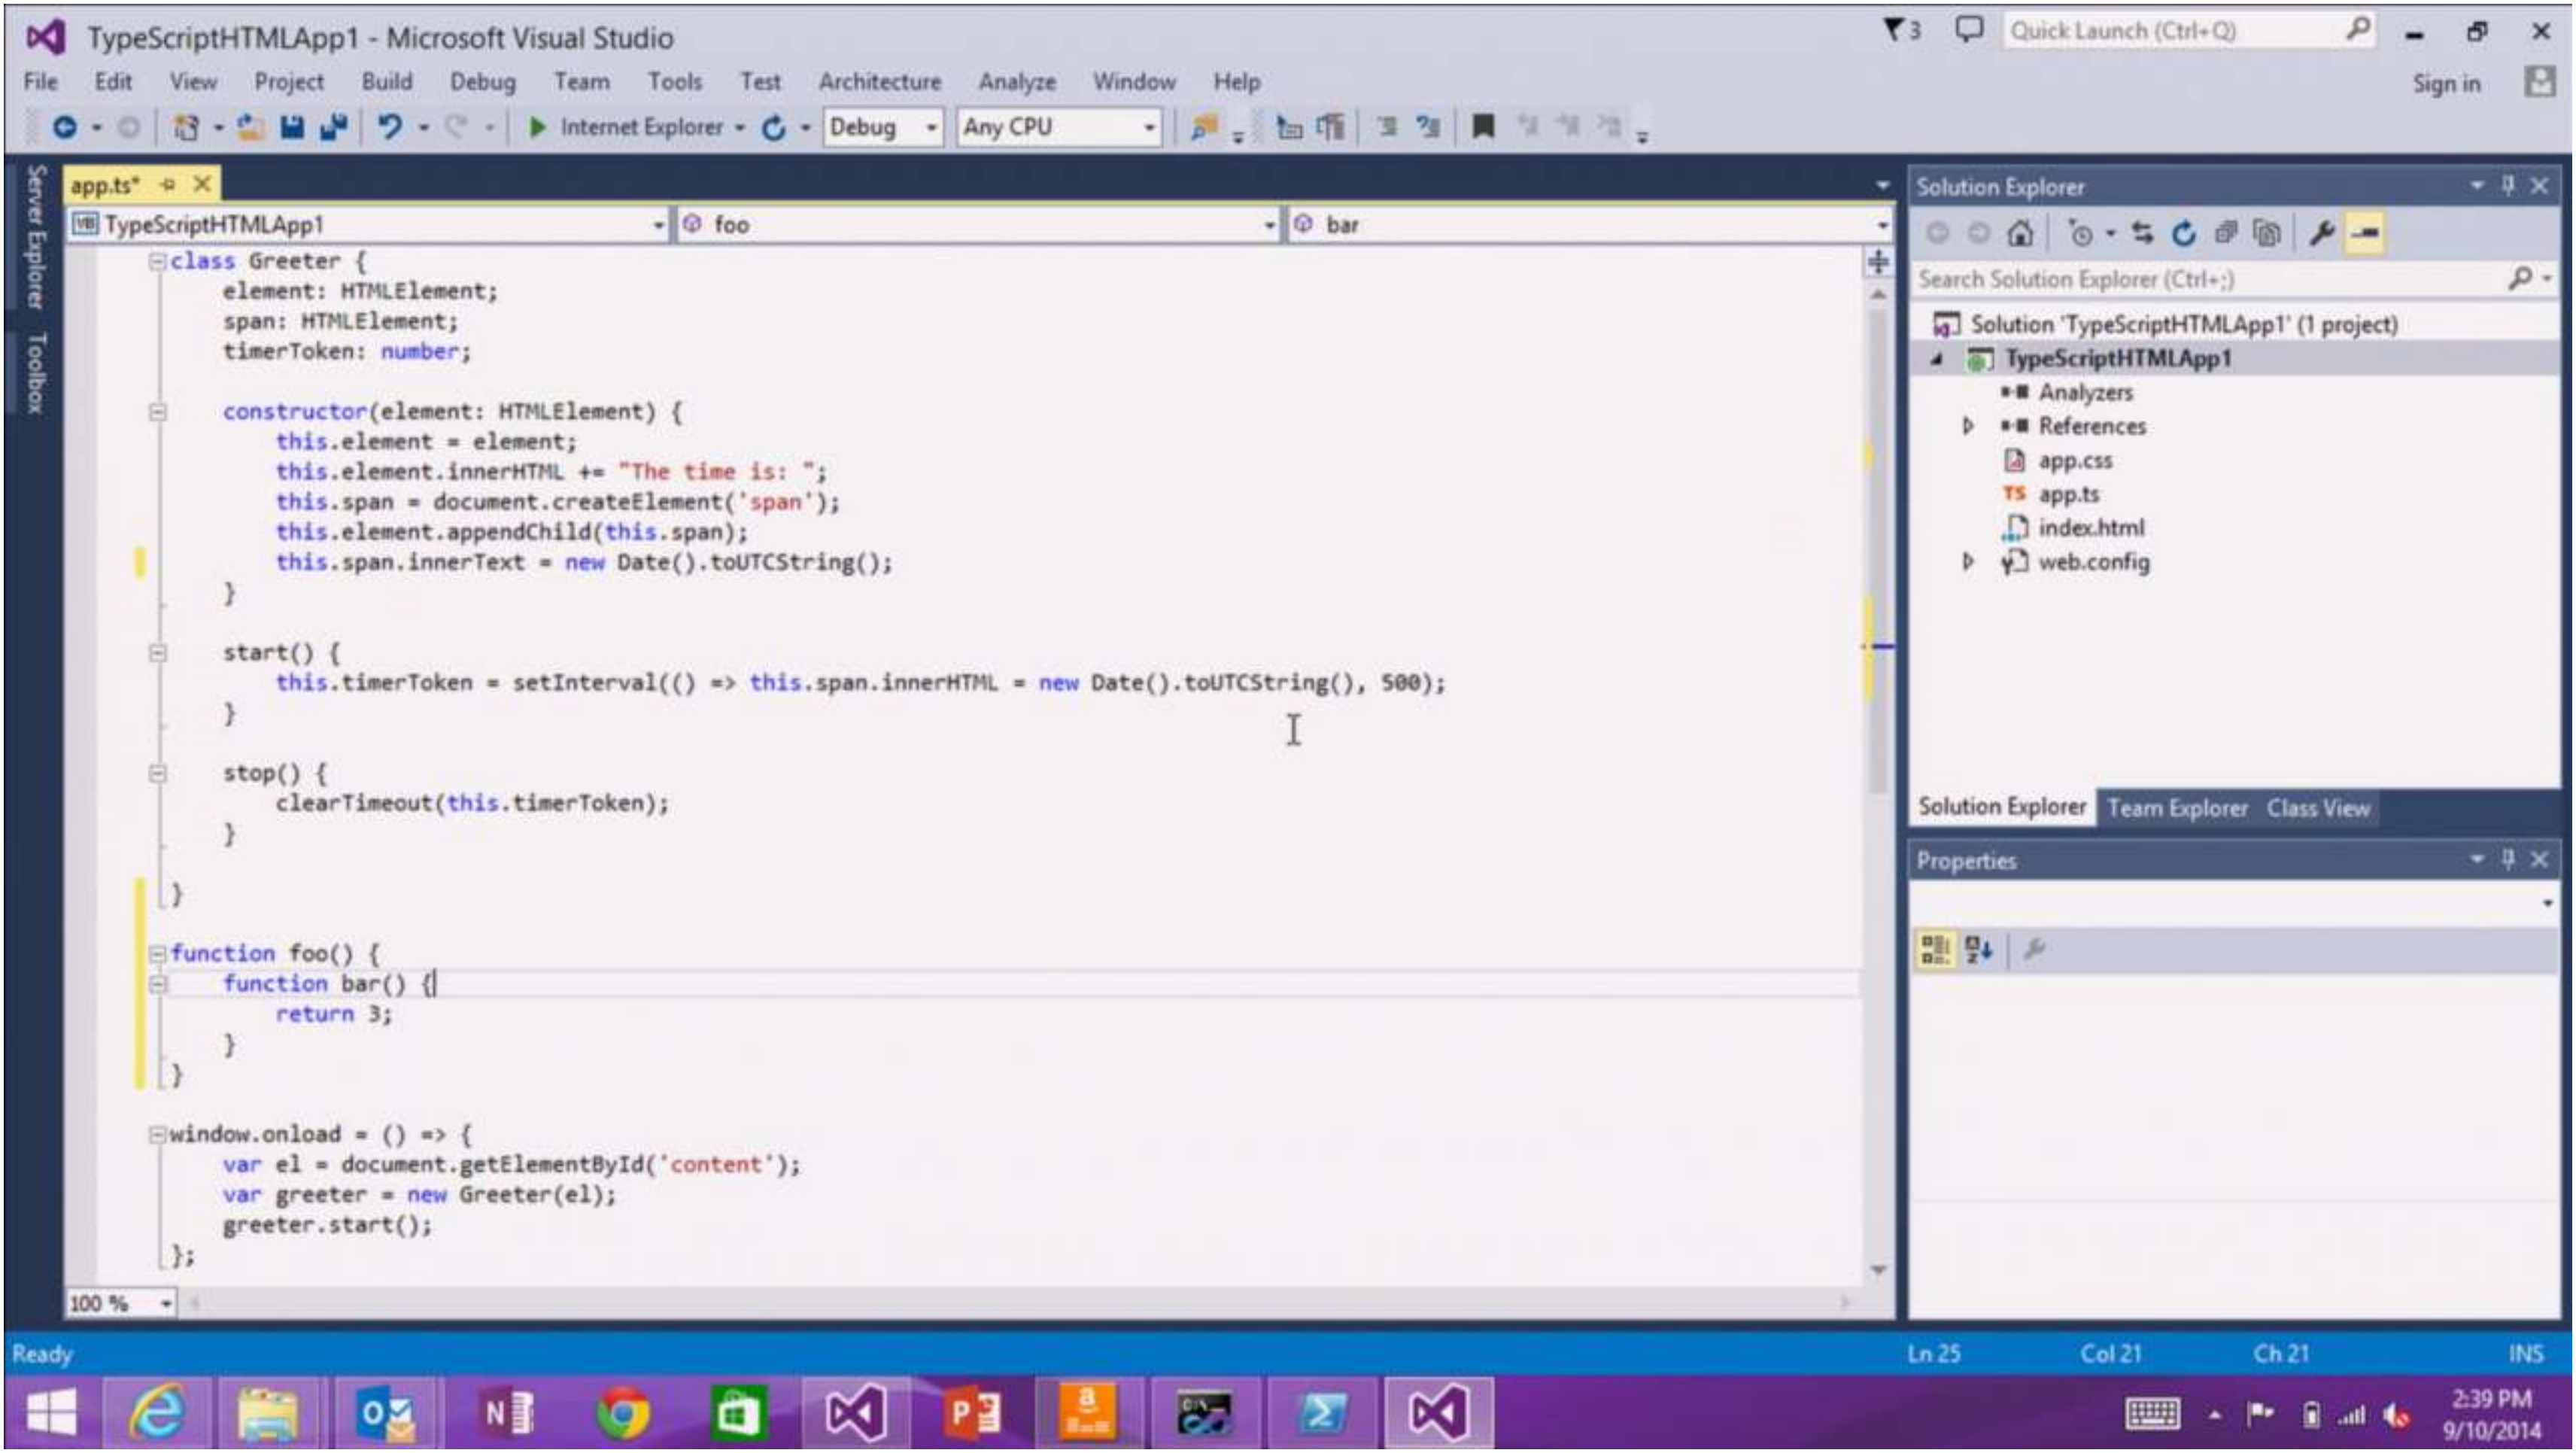 TypeScriptHTMLApp1 - Microsoft Visual Studio
3
Quick Launch (Ctrl+Q)
File Edit View Project Build Debug Team Tools Test Architecture Analyze Window Help
Sign in
Internet Explorer Debug Any CPU
Server Explorer
Toolbox
app.ts*
TypeScriptHTMLApp1 foo bar
class Greeter {
element: HTMLElement;
span: HTMLElement;
timerToken: number;
constructor(element: HTMLElement) {
this.element = element;
this.element.innerHTML += "The time is: ";
this.span = document.createElement('span');
this.element.appendChild(this.span);
this.span.innerText = new Date().toUTCString();
}
start() {
this.timerToken = setInterval(() => this.span.innerHTML = new Date().toUTCString(), 500);
}
stop() {
clearTimeout(this.timerToken);
}
}
function foo() {
function bar() {
return 3;
}
}
window.onload = () => {
var el = document.getElementById('content');
var greeter = new Greeter(el);
greeter.start();
};
100 %
Solution Explorer
Search Solution Explorer (Ctrl+;)
Solution 'TypeScriptHTMLApp1' (1 project)
TypeScriptHTMLApp1
Analyzers
References
app.css
TS app.ts
index.html
web.config
Solution Explorer Team Explorer Class View
Properties
Ready Ln 25 Col 21 Ch 21 INS
2:39 PM
9/10/2014